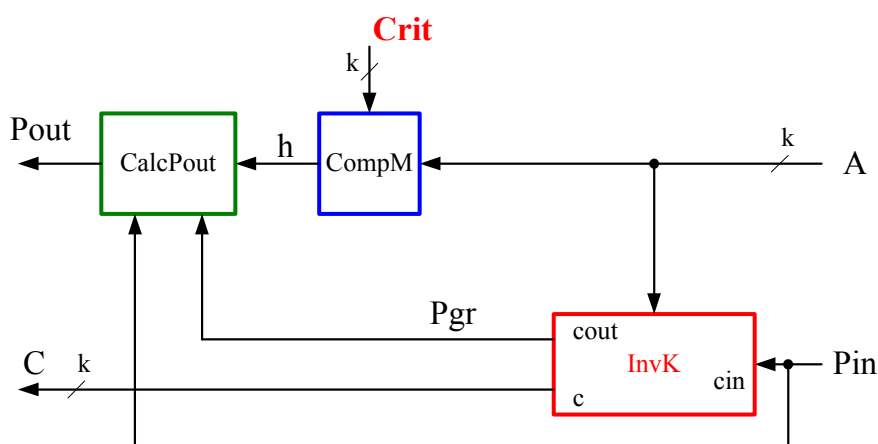 Crit
k
Pout
CalcPout
h
CompM
k
A
Pgr
cout
InvK
Pin
C
k
c
cin